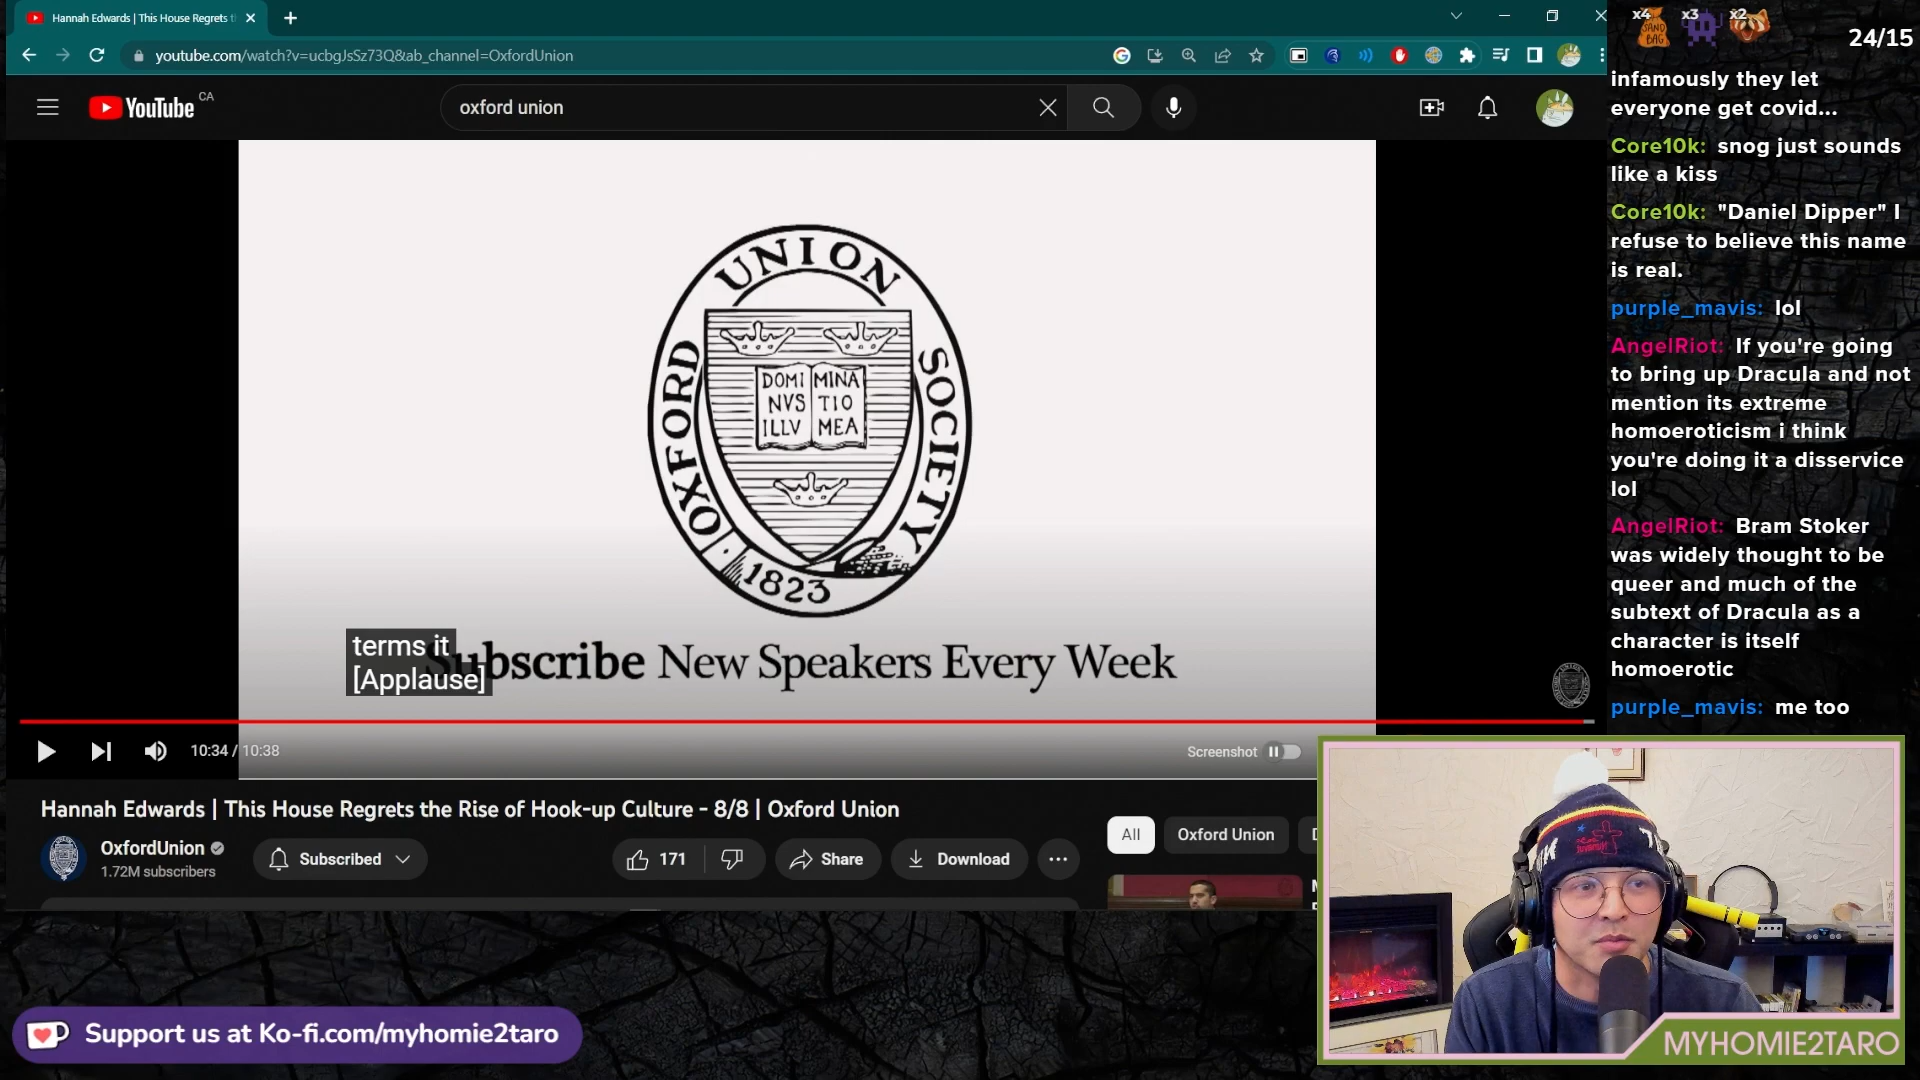 Hannah Edwards | This House Regrets t
youtube.com/watch?v=ucbgJsSz73Q&ab_channel=OxfordUnion
YouTube CA
oxford union
OXFORD UNION SOCIETY
DOMI MINA
NVS TIO
ILLV MEA
1823
Subscribe New Speakers Every Week
terms it
[Applause]
10:34 / 10:38
Screenshot
Hannah Edwards | This House Regrets the Rise of Hook-up Culture - 8/8 | Oxford Union
OxfordUnion
1.72M subscribers
Subscribed
171
Share
Download
All
Oxford Union
Support us at Ko-fi.com/myhomie2taro
x4 x3 x2
SAND BAG
24/15
infamously they let
everyone get covid...
Core10k: snog just sounds
like a kiss
Core10k: "Daniel Dipper" I
refuse to believe this name
is real.
purple_mavis: lol
AngelRiot: If you're going
to bring up Dracula and not
mention its extreme
homoeroticism i think
you're doing it a disservice
lol
AngelRiot: Bram Stoker
was widely thought to be
queer and much of the
subtext of Dracula as a
character is itself
homoerotic
purple_mavis: me too
MYHOMIE2TARO